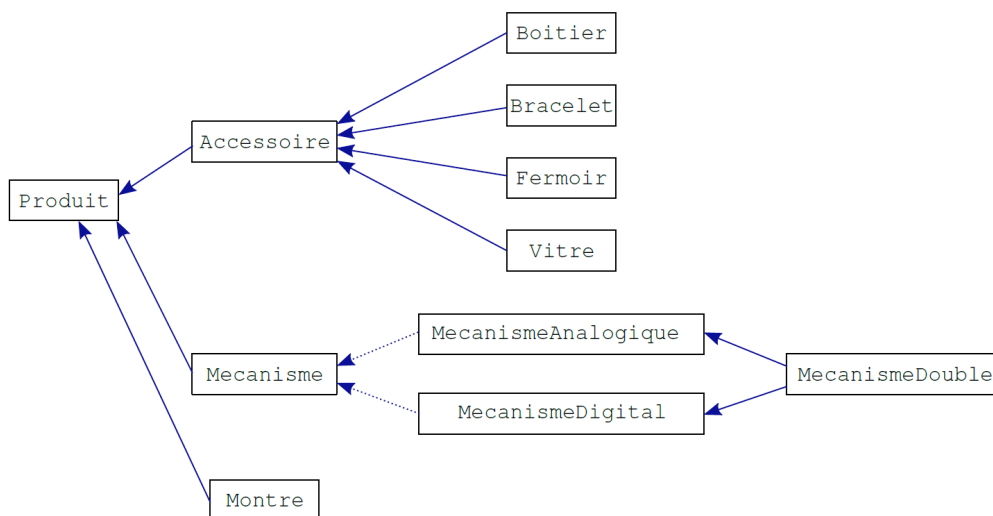 Boitier
Bracelet
Accessoire
Fermoir
Produit
Vitre
MecanismeAnalogique
Mecanisme
MecanismeDouble
MecanismeDigital
Montre